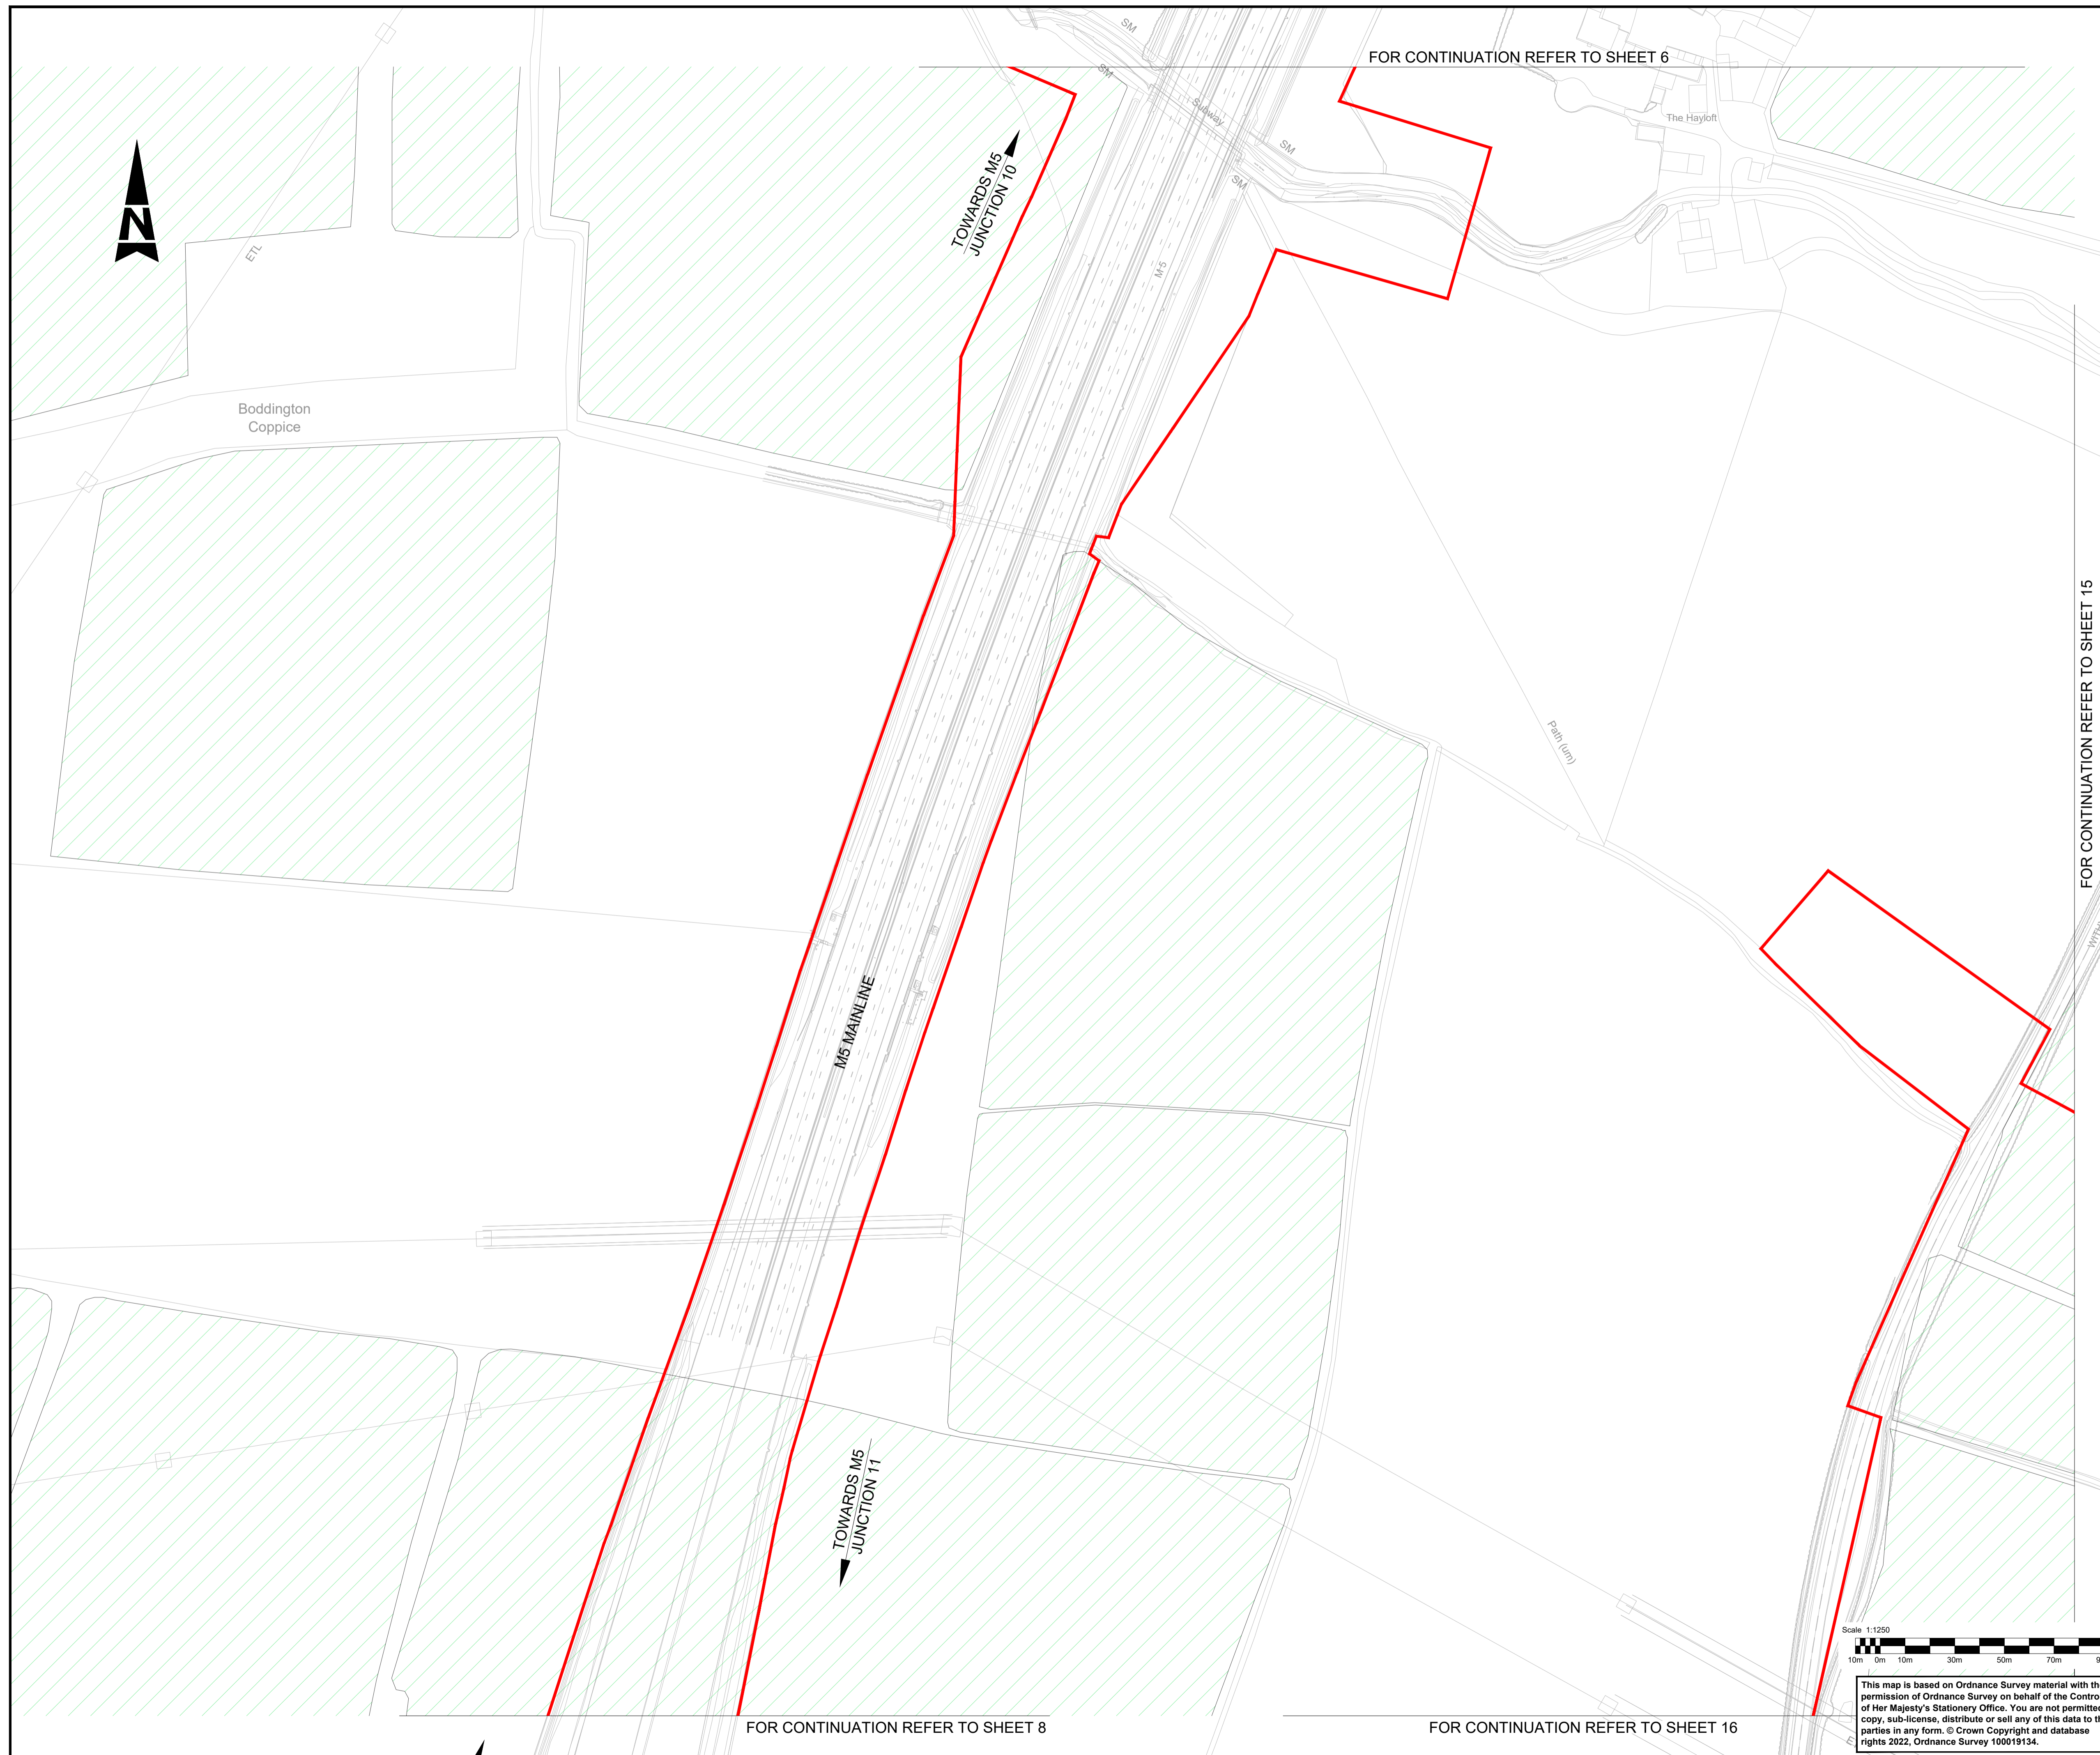 FOR CONTINUATION REFER TO SHEET 6
SM
SM
Subway
SM
SM
The Hayloft
N
ETL
TOWARDS M5
JUNCTION 10
M 5
Boddington
Coppice
FOR CONTINUATION REFER TO SHEET 15
Path (um)
M5 MAINLINE
TOWARDS M5
JUNCTION 11
Scale 1:1250
10m 0m 10m 30m 50m 70m
This map is based on Ordnance Survey material with the
permission of Ordnance Survey on behalf of the Contro
of Her Majesty's Stationery Office. You are not permitted
copy, sub-license, distribute or sell any of this data to th
parties in any form. © Crown Copyright and database
rights 2022, Ordnance Survey 100019134.
FOR CONTINUATION REFER TO SHEET 8
FOR CONTINUATION REFER TO SHEET 16